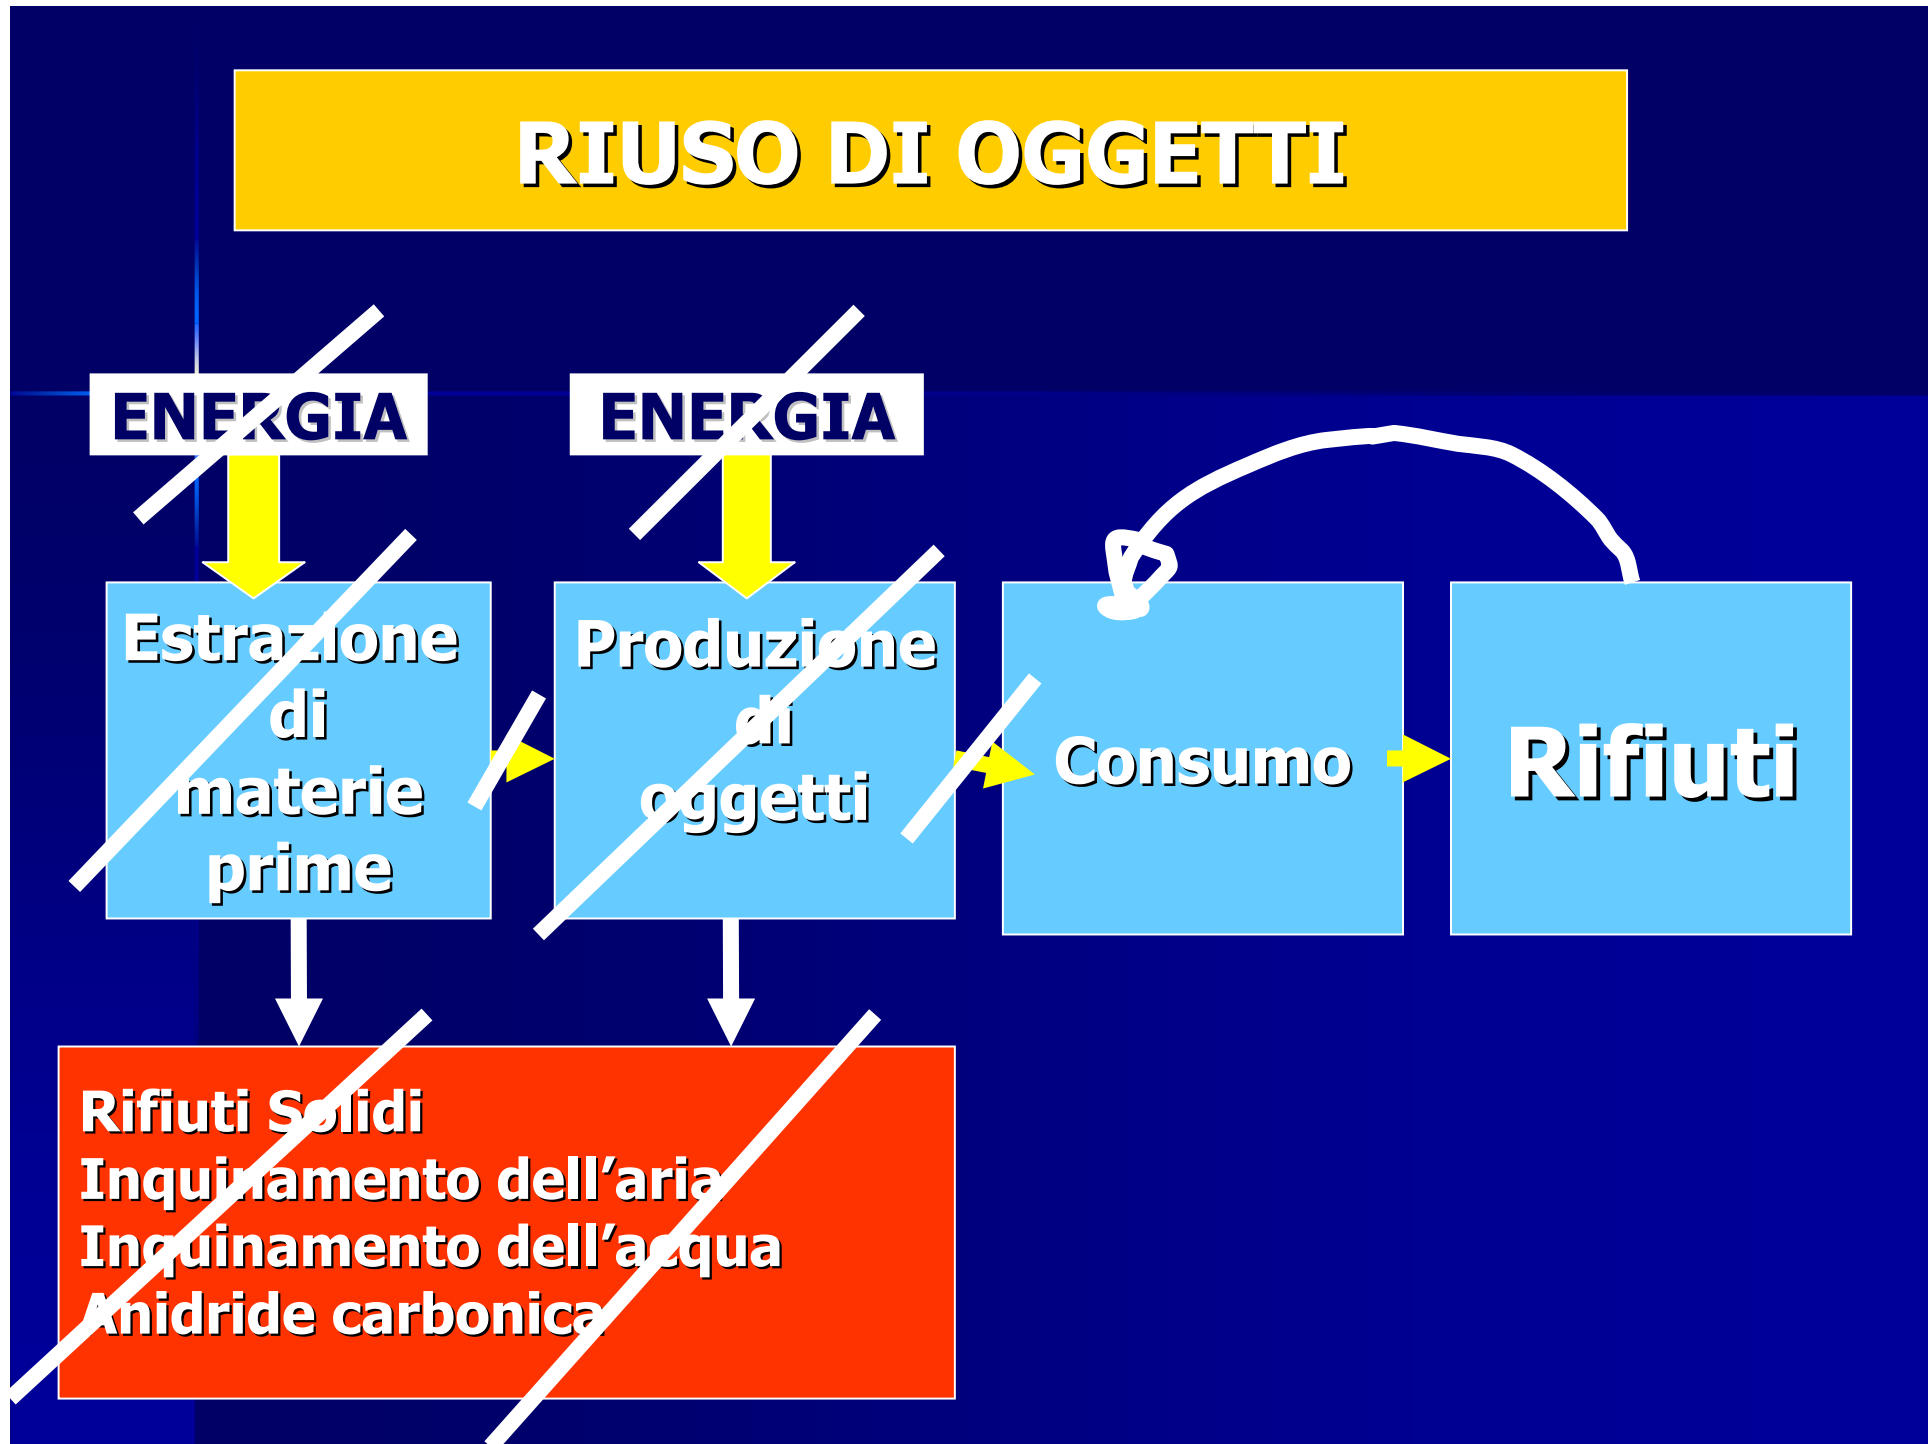 RIUSO DI OGGETTI
ENERGIA
ENERGIA
Estrazione
di
materie
prime
Produzione
di
oggetti
Consumo
Rifiuti
Rifiuti Solidi
Inquinamento dell’aria
Inquinamento dell’acqua
Anidride carbonica